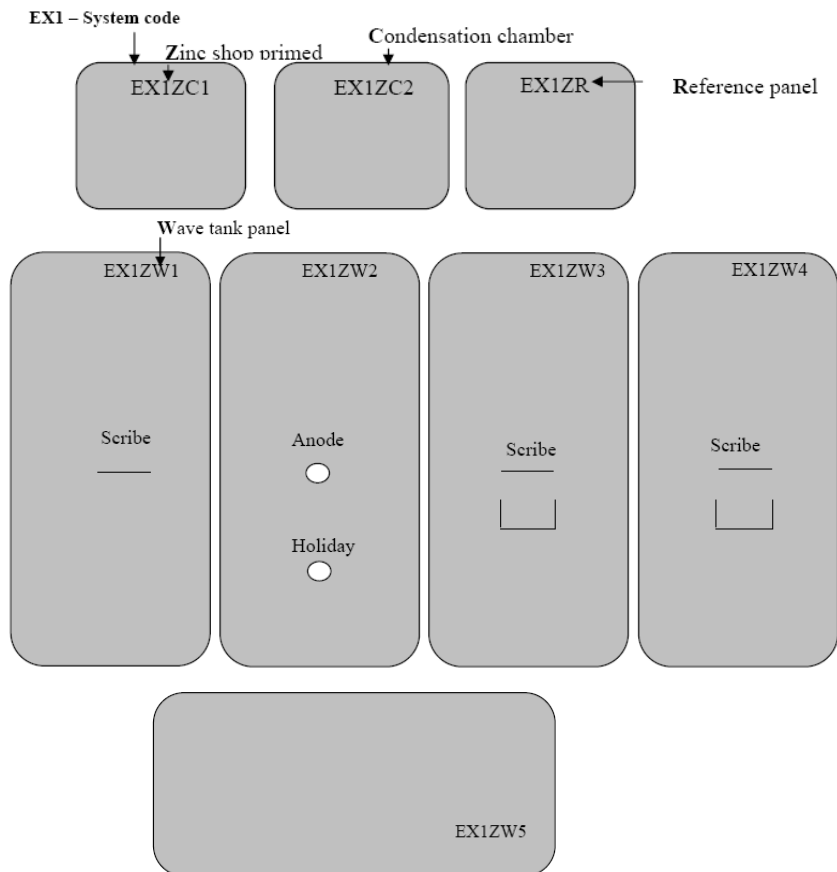 EX1 – System code
Zinc shop primed
Condensation chamber
EX1ZC1
EX1ZC2
EX1ZR
Reference panel
Wave tank panel
EX1ZW1
EX1ZW2
EX1ZW3
EX1ZW4
Scribe
Anode
Scribe
Scribe
Holiday
EX1ZW5